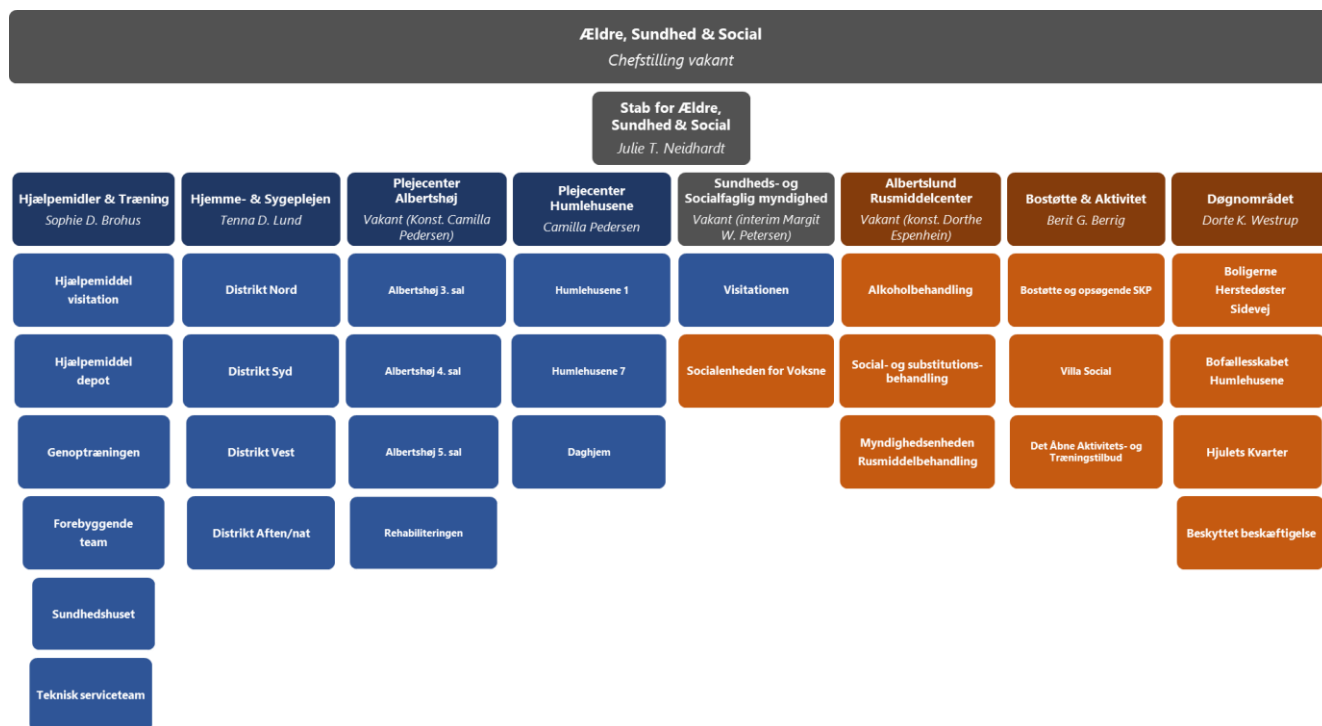 Ældre, Sundhed & Social
Chefstilling vakant
Stab for Ældre,
Sundhed & Social
Julie T. Neidhardt
Hjælpemidler & Træning
Sophie D. Brohus
Hjemme- & Sygeplejen
Tenna D. Lund
Plejecenter
Albertshøj
Vakant (Konst. Camilla
Pedersen)
Plejecenter
Humlehusene
Camilla Pedersen
Sundheds- og
Socialfaglig myndighed
Vakant (interim Margit
W. Petersen)
Albertslund
Rusmiddelcenter
Vakant (konst. Dorthe
Espenhein)
Bostøtte & Aktivitet
Berit G. Berrig
Døgnområdet
Dorte K. Westrup
Hjælpemiddel
visitation
Distrikt Nord
Albertshøj 3. sal
Humlehusene 1
Visitationen
Alkoholbehandling
Bostøtte og opsøgende SKP
Boligerne
Herstedøster
Sidevej
Hjælpemiddel
depot
Distrikt Syd
Albertshøj 4. sal
Humlehusene 7
Socialenheden for Voksne
Social- og substitutions-
behandling
Villa Social
Bofællesskabet
Humlehusene
Genoptræningen
Distrikt Vest
Albertshøj 5. sal
Daghjem
Myndighedsenheden
Rusmiddelbehandling
Det Åbne Aktivitets- og
Træningstilbud
Hjulets Kvarter
Forebyggende
team
Distrikt Aften/nat
Rehabiliteringen
Beskyttet beskæftigelse
Sundhedshuset
Teknisk serviceteam